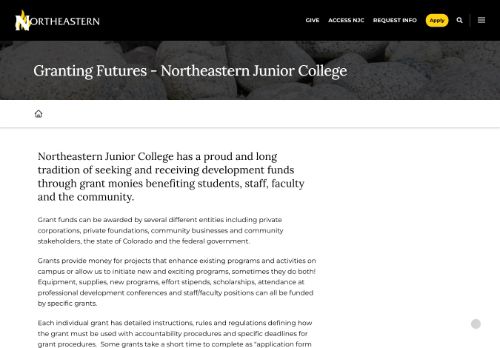 NORTHEASTERN
GIVE ACCESS NJC REQUEST INFO Apply
Granting Futures - Northeastern Junior College
Northeastern Junior College has a proud and long
tradition of seeking and receiving development funds
through grant monies benefiting students, staff, faculty
and the community.
Grant funds can be awarded by several different entities including private
corporations, private foundations, community businesses and community
stakeholders, the state of Colorado and the federal government.
Grants provide money for projects that enhance existing programs and activities on
campus or allow us to initiate new and exciting programs, sometimes they do both!
Equipment, supplies, new programs, effort stipends, scholarships, attendance at
professional development conferences and staff/faculty positions can all be funded
by specific grants.
Each individual grant has detailed instructions, rules and regulations defining how
the grant must be used with accountability procedures and specific deadlines for
grant procedures. Some grants take a short time to complete as "application form